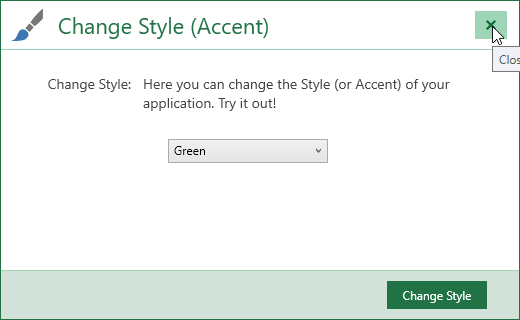 Change Style (Accent)
Clos
Change Style: Here you can change the Style (or Accent) of your
application. Try it out!
Green
Change Style